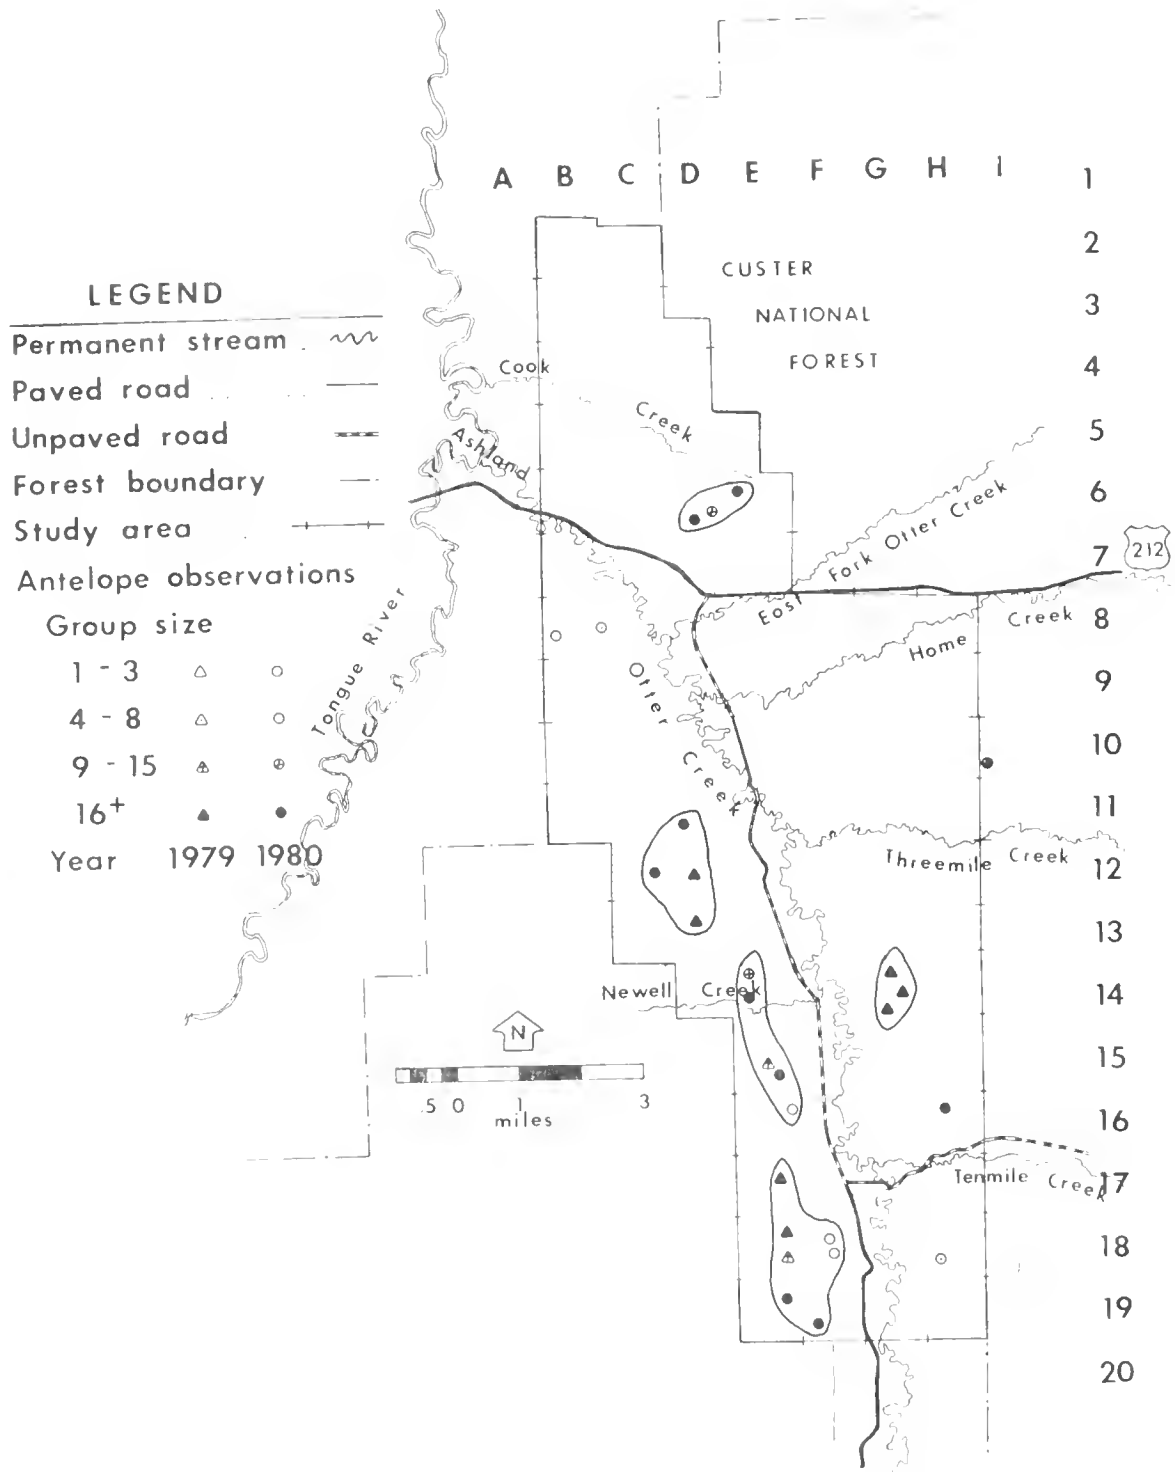 A B C D E F G H I
1
2
3
4
5
6
7
8
9
10
11
12
13
14
15
16
17
18
19
20
CUSTER
NATIONAL
FOREST
LEGEND
Permanent stream
Paved road
Unpaved road
Forest boundary
Study area
Antelope observations
Group size
1 - 3
4 - 8
9 - 15
16+
Year 1979 1980
Cook
Creek
Ashland
Tongue River
East Fork Otter Creek
212
Home Creek
Otter Creek
Threemile Creek
Newell Creek
Tenmile Creek
N
.5 0 1 3
miles